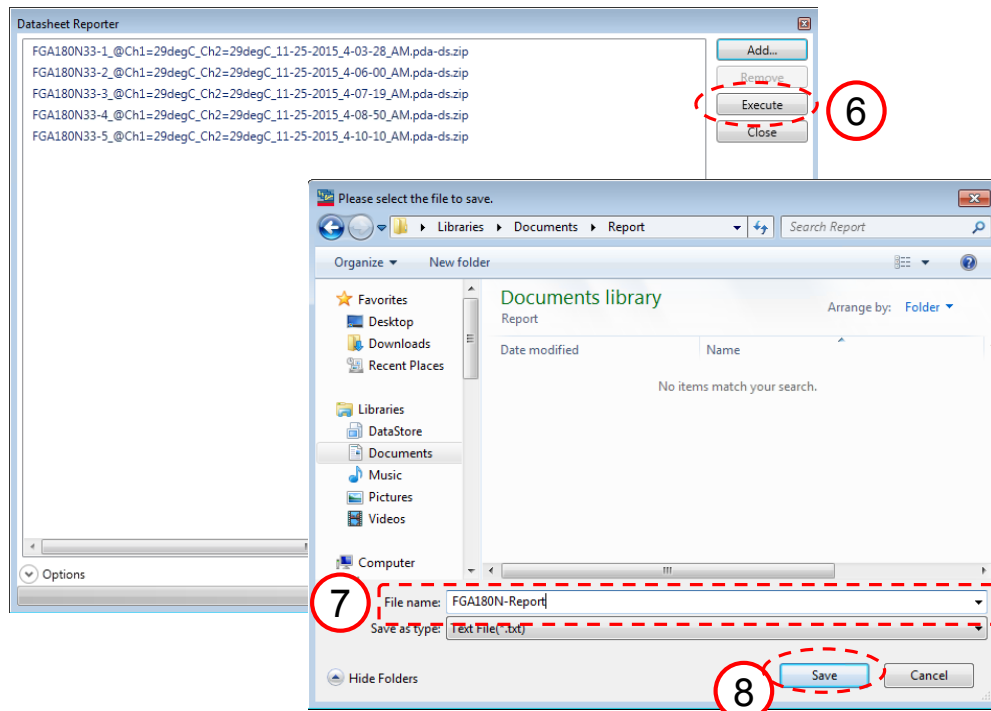 Datasheet Reporter
FGA180N33-1_@Ch1=29degC_Ch2=29degC_11-25-2015_4-03-28_AM.pda-ds.zip
FGA180N33-2_@Ch1=29degC_Ch2=29degC_11-25-2015_4-06-00_AM.pda-ds.zip
FGA180N33-3_@Ch1=29degC_Ch2=29degC_11-25-2015_4-07-19_AM.pda-ds.zip
FGA180N33-4_@Ch1=29degC_Ch2=29degC_11-25-2015_4-08-50_AM.pda-ds.zip
FGA180N33-5_@Ch1=29degC_Ch2=29degC_11-25-2015_4-10-10_AM.pda-ds.zip
Add...
Remove
Execute
6
Close
Options
Please select the file to save.
Libraries Documents Report
Search Report
Organize New folder
Favorites
Desktop
Downloads
Recent Places
Libraries
DataStore
Documents
Music
Pictures
Videos
Computer
Documents library
Report
Arrange by: Folder
Date modified Name
No items match your search.
7
File name: FGA180N-Report
Save as type: Text File(*.txt)
Hide Folders
8
Save
Cancel